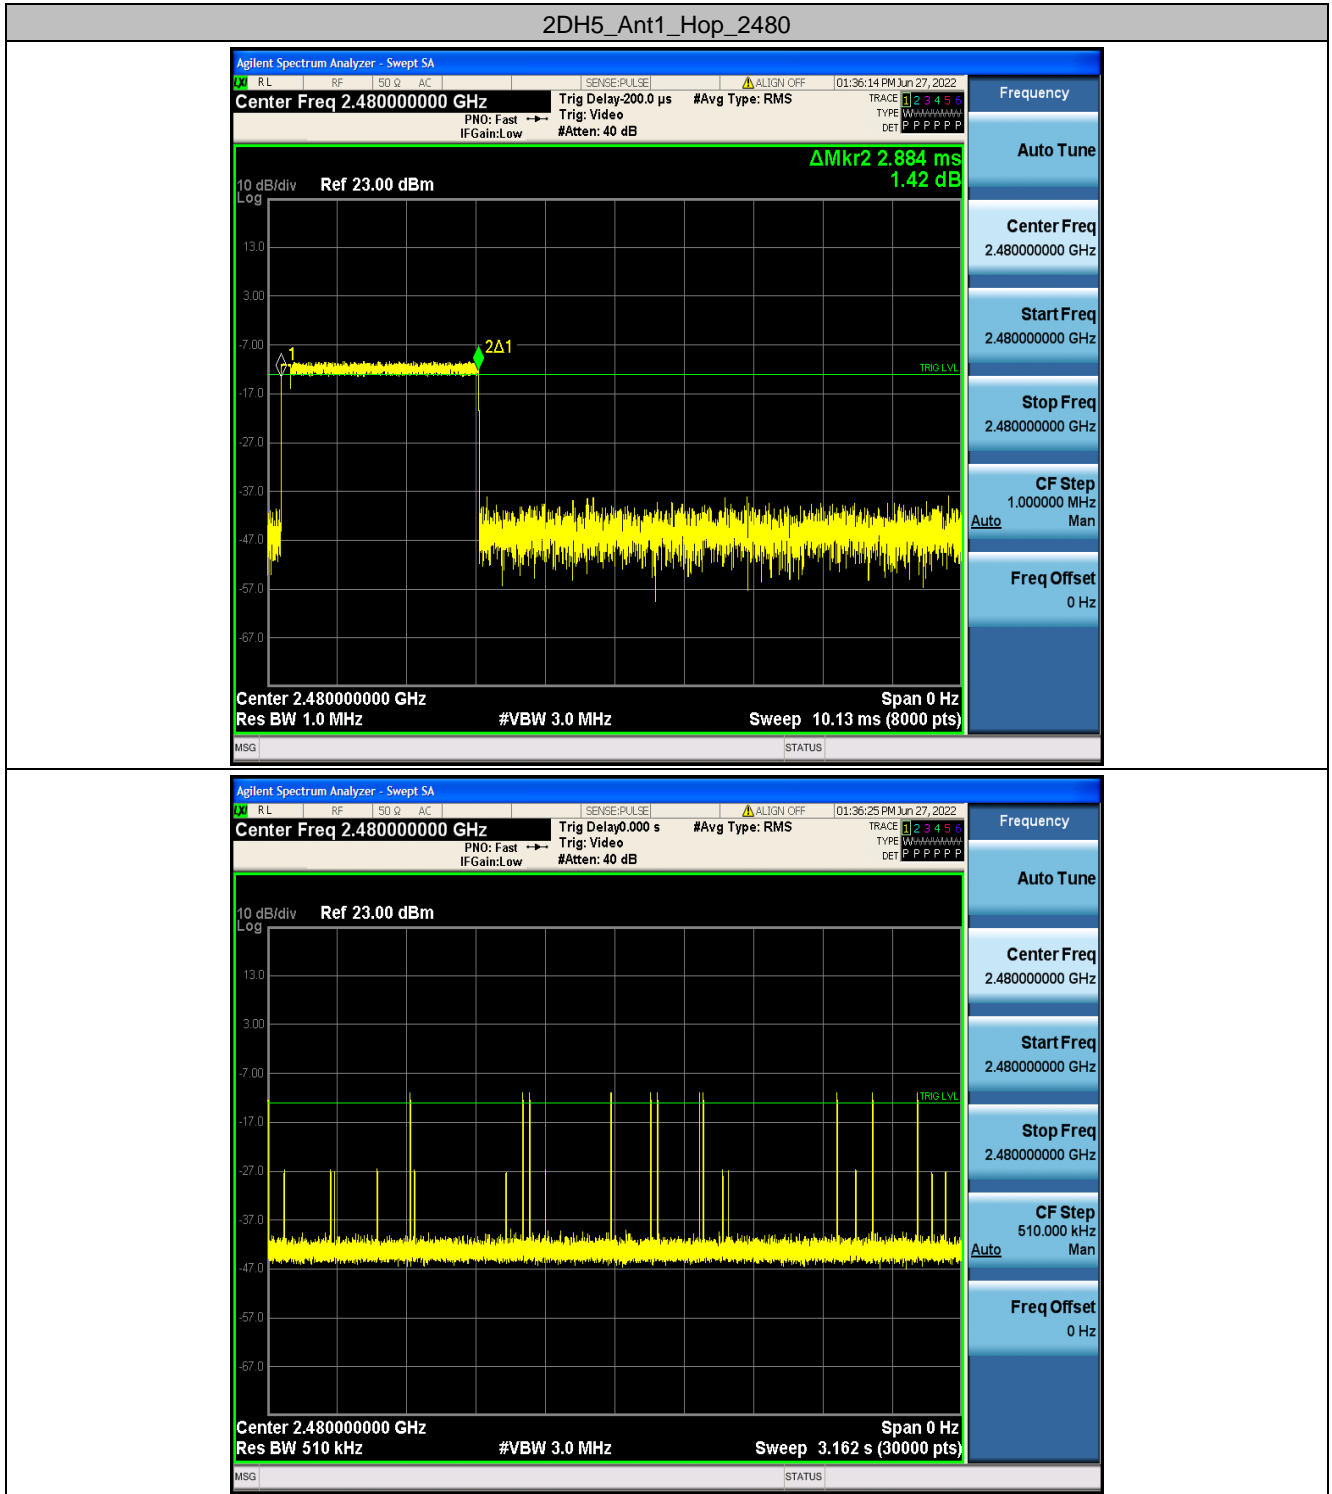 2DH5_Ant1_Hop_2480
Agilent Spectrum Analyzer - Swept SA
LXI RL RF 50 Ω AC SENSE:PULSE ALIGN OFF 01:36:14 PM Jun 27, 2022
Center Freq 2.480000000 GHz
PNO: Fast
IFGain:Low
Trig Delay-200.0 µs
Trig: Video
#Atten: 40 dB
#Avg Type: RMS
TRACE 1 2 3 4 5 6
TYPE WWWWWW
DET P P P P P P
Frequency
Auto Tune
Center Freq
2.480000000 GHz
Start Freq
2.480000000 GHz
Stop Freq
2.480000000 GHz
CF Step
1.000000 MHz
Auto Man
Freq Offset
0 Hz
ΔMkr2 2.884 ms
1.42 dB
10 dB/div Ref 23.00 dBm
Log
13.0
3.00
-7.00
1
2Δ1
TRIG LVL
-17.0
-27.0
-37.0
-47.0
-57.0
-67.0
Center 2.480000000 GHz Span 0 Hz
Res BW 1.0 MHz #VBW 3.0 MHz Sweep 10.13 ms (8000 pts)
MSG STATUS
Agilent Spectrum Analyzer - Swept SA
LXI RL RF 50 Ω AC SENSE:PULSE ALIGN OFF 01:36:25 PM Jun 27, 2022
Center Freq 2.480000000 GHz
PNO: Fast
IFGain:Low
Trig Delay0.000 s
Trig: Video
#Atten: 40 dB
#Avg Type: RMS
TRACE 1 2 3 4 5 6
TYPE WWWWWW
DET P P P P P P
Frequency
Auto Tune
Center Freq
2.480000000 GHz
Start Freq
2.480000000 GHz
Stop Freq
2.480000000 GHz
CF Step
510.000 kHz
Auto Man
Freq Offset
0 Hz
10 dB/div Ref 23.00 dBm
Log
13.0
3.00
-7.00
TRIG LVL
-17.0
-27.0
-37.0
-47.0
-57.0
-67.0
Center 2.480000000 GHz Span 0 Hz
Res BW 510 kHz #VBW 3.0 MHz Sweep 3.162 s (30000 pts)
MSG STATUS